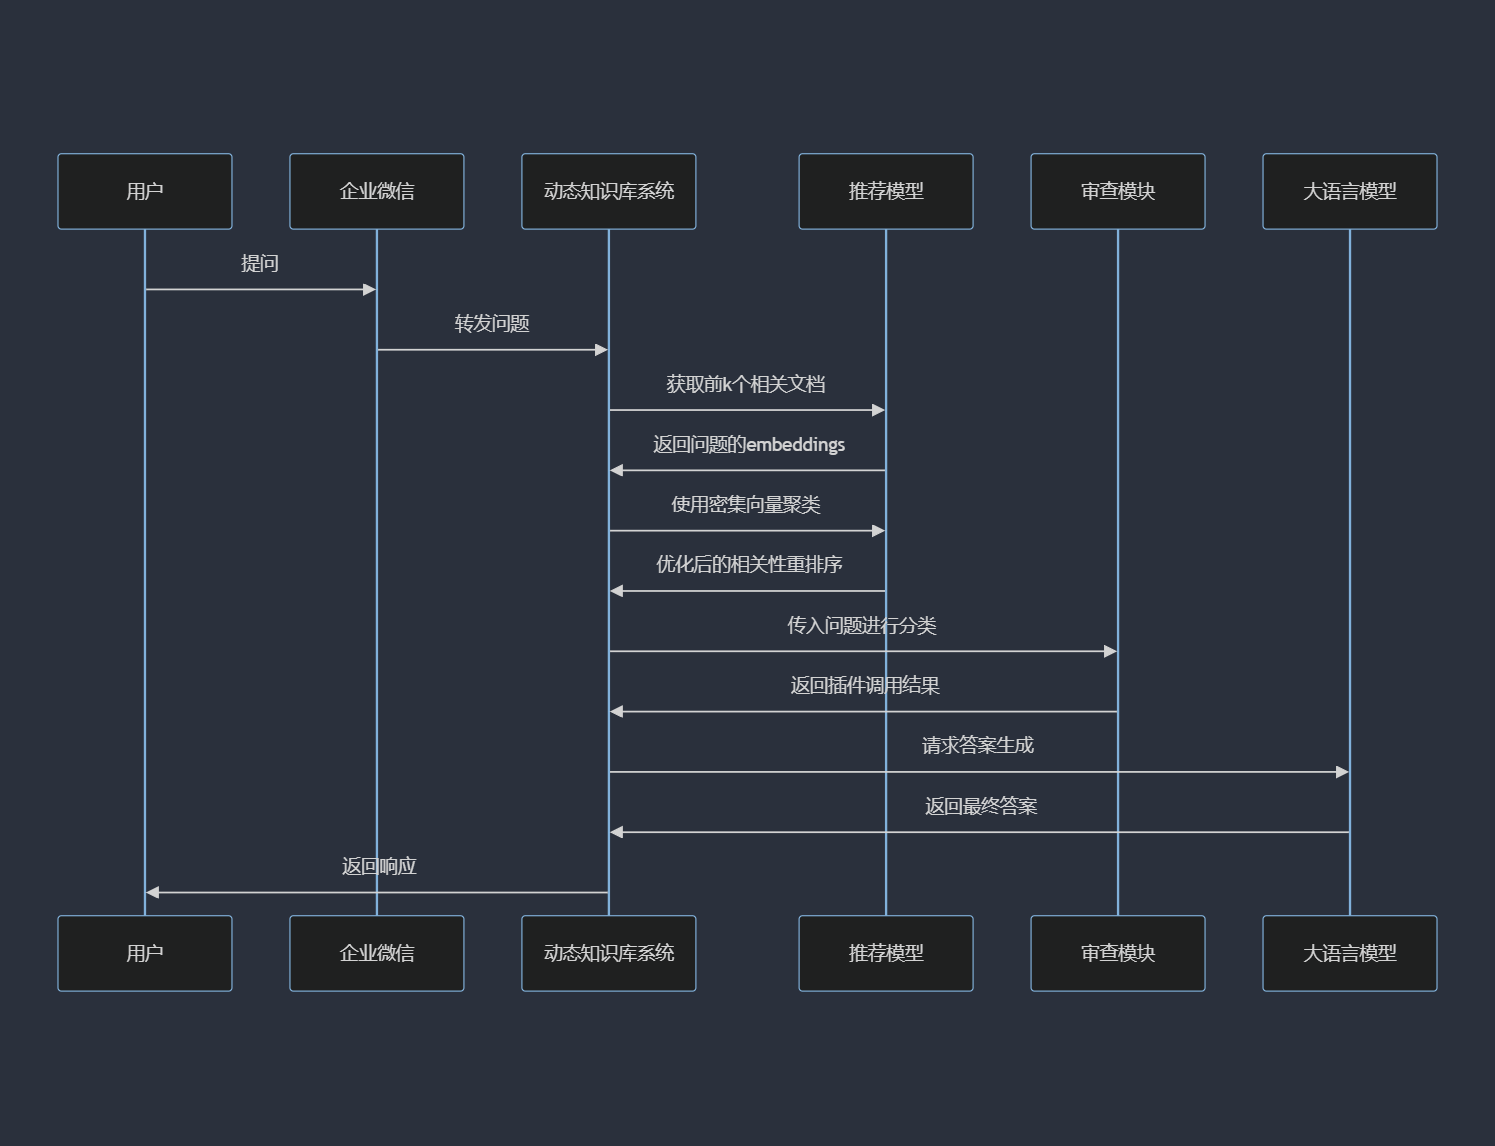 用户
企业微信
动态知识库系统
推荐模型
审查模块
大语言模型
提问
转发问题
获取前k个相关文档
返回问题的embeddings
使用密集向量聚类
优化后的相关性重排序
传入问题进行分类
返回插件调用结果
请求答案生成
返回最终答案
返回响应
用户
企业微信
动态知识库系统
推荐模型
审查模块
大语言模型